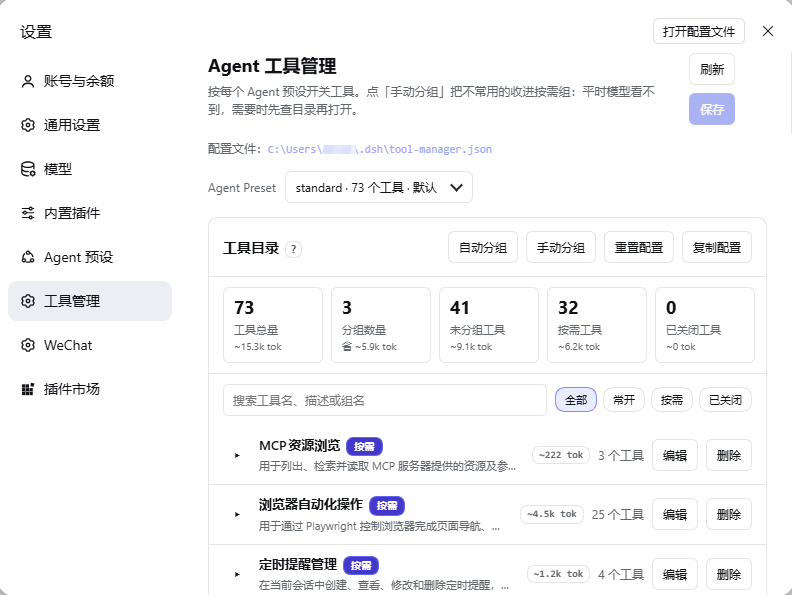 设置
打开配置文件
账号与余额
通用设置
模型
内置插件
Agent 预设
工具管理
WeChat
插件市场
Agent 工具管理
按每个 Agent 预设开关工具。点「手动分组」把不常用的收进按需组：平时模型看不
到，需要时先查目录再打开。
刷新
保存
配置文件： C:\Users\ \.dsh\tool-manager.json
Agent Preset
standard · 73 个工具 · 默认
工具目录 ?
自动分组
手动分组
重置配置
复制配置
73
工具总量
~15.3k tok
3
分组数量
省 ~5.9k tok
41
未分组工具
~9.1k tok
32
按需工具
~6.2k tok
0
已关闭工具
~0 tok
搜索工具名、描述或组名
全部
常开
按需
已关闭
MCP 资源浏览 按需
用于列出、检索并读取 MCP 服务器提供的资源及参...
~222 tok
3 个工具
编辑
删除
浏览器自动化操作 按需
用于通过 Playwright 控制浏览器完成页面导航、...
~4.5k tok
25 个工具
编辑
删除
定时提醒管理 按需
在当前会话中创建、查看、修改和删除定时提醒，...
~1.2k tok
4 个工具
编辑
删除